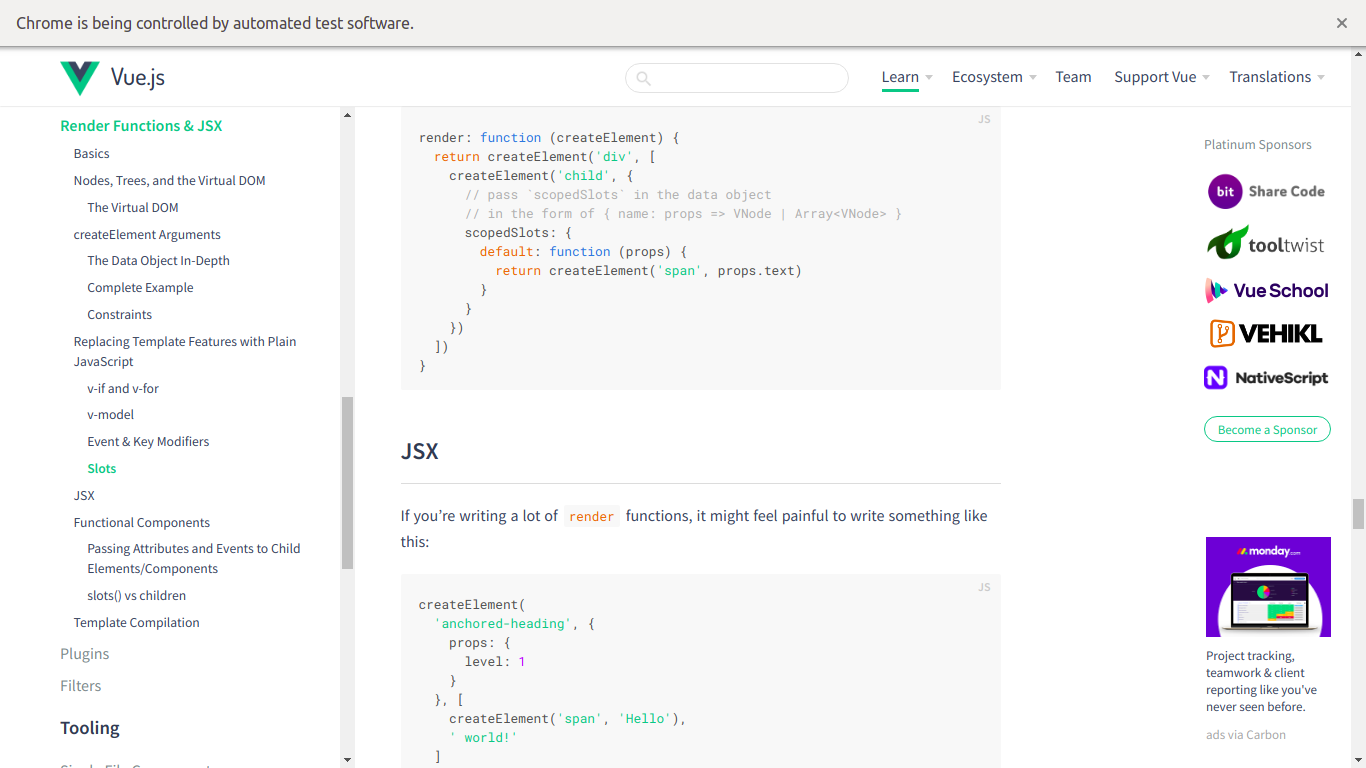 Chrome is being controlled by automated test software.
Vue.js
Learn
Ecosystem
Team
Support Vue
Translations
Render Functions & JSX
Basics
Nodes, Trees, and the Virtual DOM
The Virtual DOM
createElement Arguments
The Data Object In-Depth
Complete Example
Constraints
Replacing Template Features with Plain
JavaScript
v-if and v-for
v-model
Event & Key Modifiers
Slots
JSX
Functional Components
Passing Attributes and Events to Child
Elements/Components
slots() vs children
Template Compilation
Plugins
Filters
Tooling
Single File Components
JS
render: function (createElement) {
  return createElement('div', [
    createElement('child', {
      // pass `scopedSlots` in the data object
      // in the form of { name: props => VNode | Array<VNode> }
      scopedSlots: {
        default: function (props) {
          return createElement('span', props.text)
        }
      }
    })
  ])
}
JSX
If you’re writing a lot of render functions, it might feel painful to write something like
this:
JS
createElement(
  'anchored-heading', {
    props: {
      level: 1
    }
  }, [
    createElement('span', 'Hello'),
    ' world!'
  ]
Platinum Sponsors
bit Share Code
tooltwist
Vue School
VEHIKL
NativeScript
Become a Sponsor
monday.com
Project tracking,
teamwork & client
reporting like you've
never seen before.
ads via Carbon